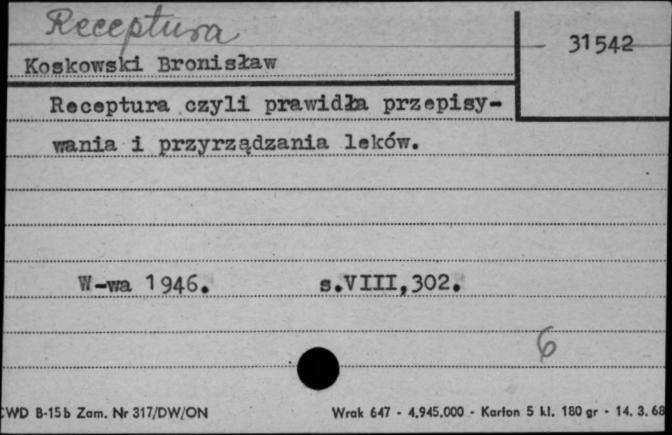 Receptura
31542
Koskowski Bronisław
Receptura czyli prawidła przepisy-
wania i przyrządzania leków.
W-wa 1946. s.VIII,302.
6
CWD B-15b Zam. Nr 317/DW/ON Wrak 647 - 4.945.000 - Karton 5 kl. 180 gr - 14. 3. 68